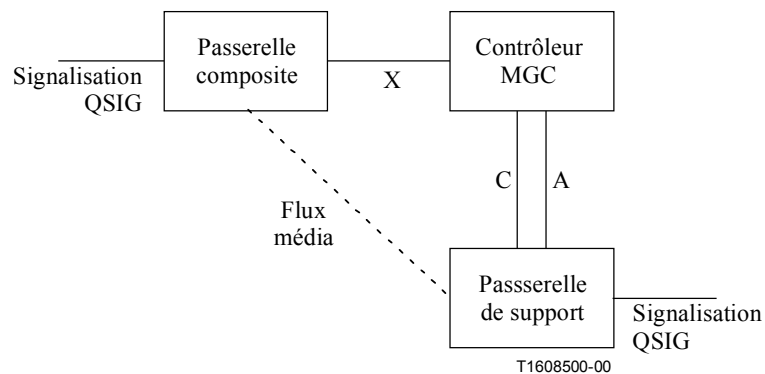 Passerelle
composite
Contrôleur
MGC
Signalisation
QSIG
X
C
A
Flux
média
Passserelle
de support
Signalisation
QSIG
T1608500-00